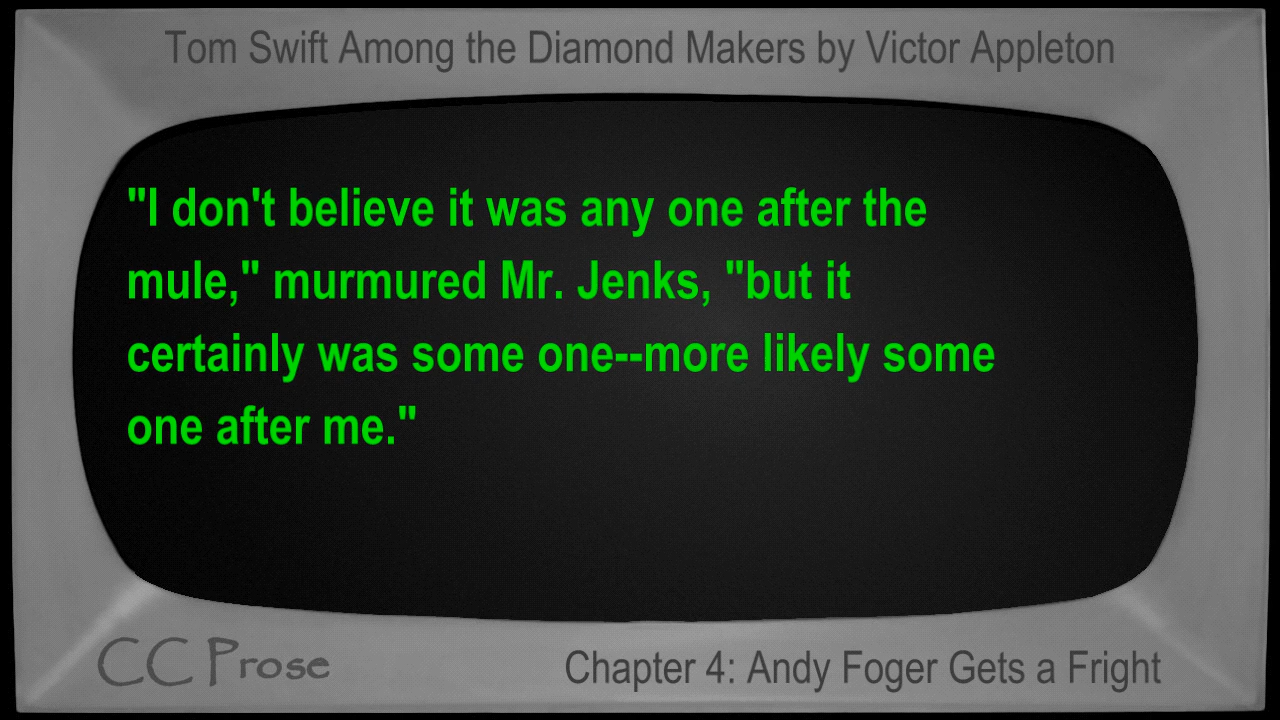 Tom Swift Among the Diamond Makers by Victor Appleton
"I don't believe it was any one after the
mule," murmured Mr. Jenks, "but it
certainly was some one--more likely some
one after me."
CC Prose
Chapter 4: Andy Foger Gets a Fright